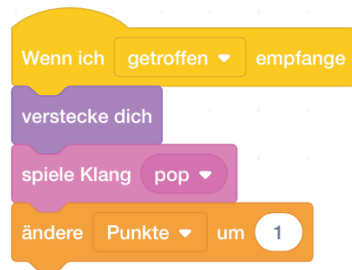 Wenn ich getroffen empfange
verstecke dich
spiele Klang pop
ändere Punkte um 1